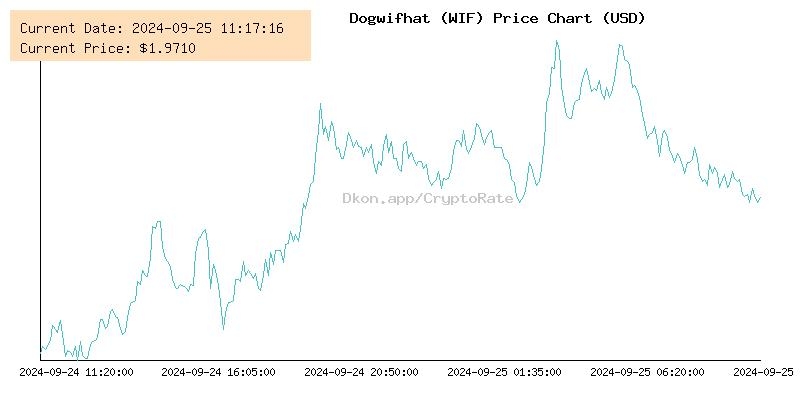 Dogwifhat (WIF) Price Chart (USD)
Current Date: 2024-09-25 11:17:16
Current Price: $1.9710
Dkon.app/CryptoRate
2024-09-24 11:20:00 2024-09-24 16:05:00 2024-09-24 20:50:00 2024-09-25 01:35:00 2024-09-25 06:20:00 2024-09-25